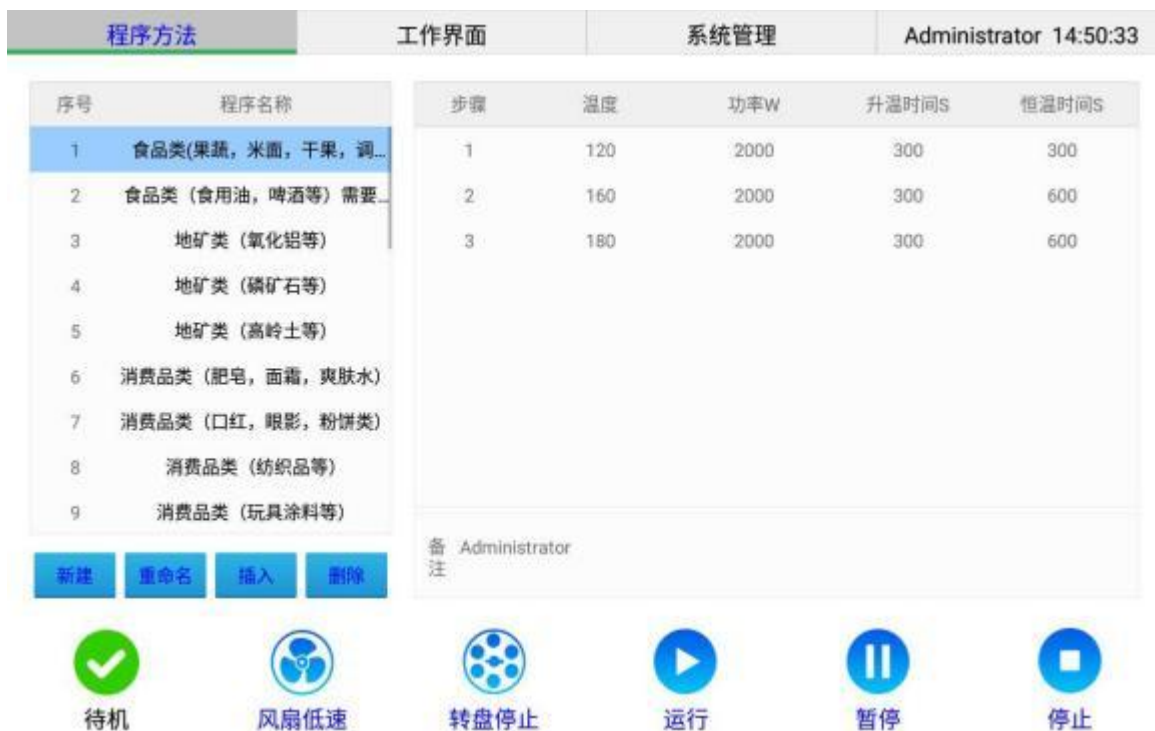 程序方法 工作界面 系统管理 Administrator 14:50:33
序号 程序名称 步骤 温度 功率W 升温时间S 恒温时间S
1 食品类(果蔬，米面，干果，调... 1 120 2000 300 300
2 食品类（食用油，啤酒等）需要... 2 160 2000 300 600
3 地矿类（氧化铝等） 3 180 2000 300 600
4 地矿类（磷矿石等）
5 地矿类（高岭土等）
6 消费品类（肥皂，面霜，爽肤水）
7 消费品类（口红，眼影，粉饼类）
8 消费品类（纺织品等）
9 消费品类（玩具涂料等）
备注 Administrator
新建 重命名 插入 删除
待机 风扇低速 转盘停止 运行 暂停 停止